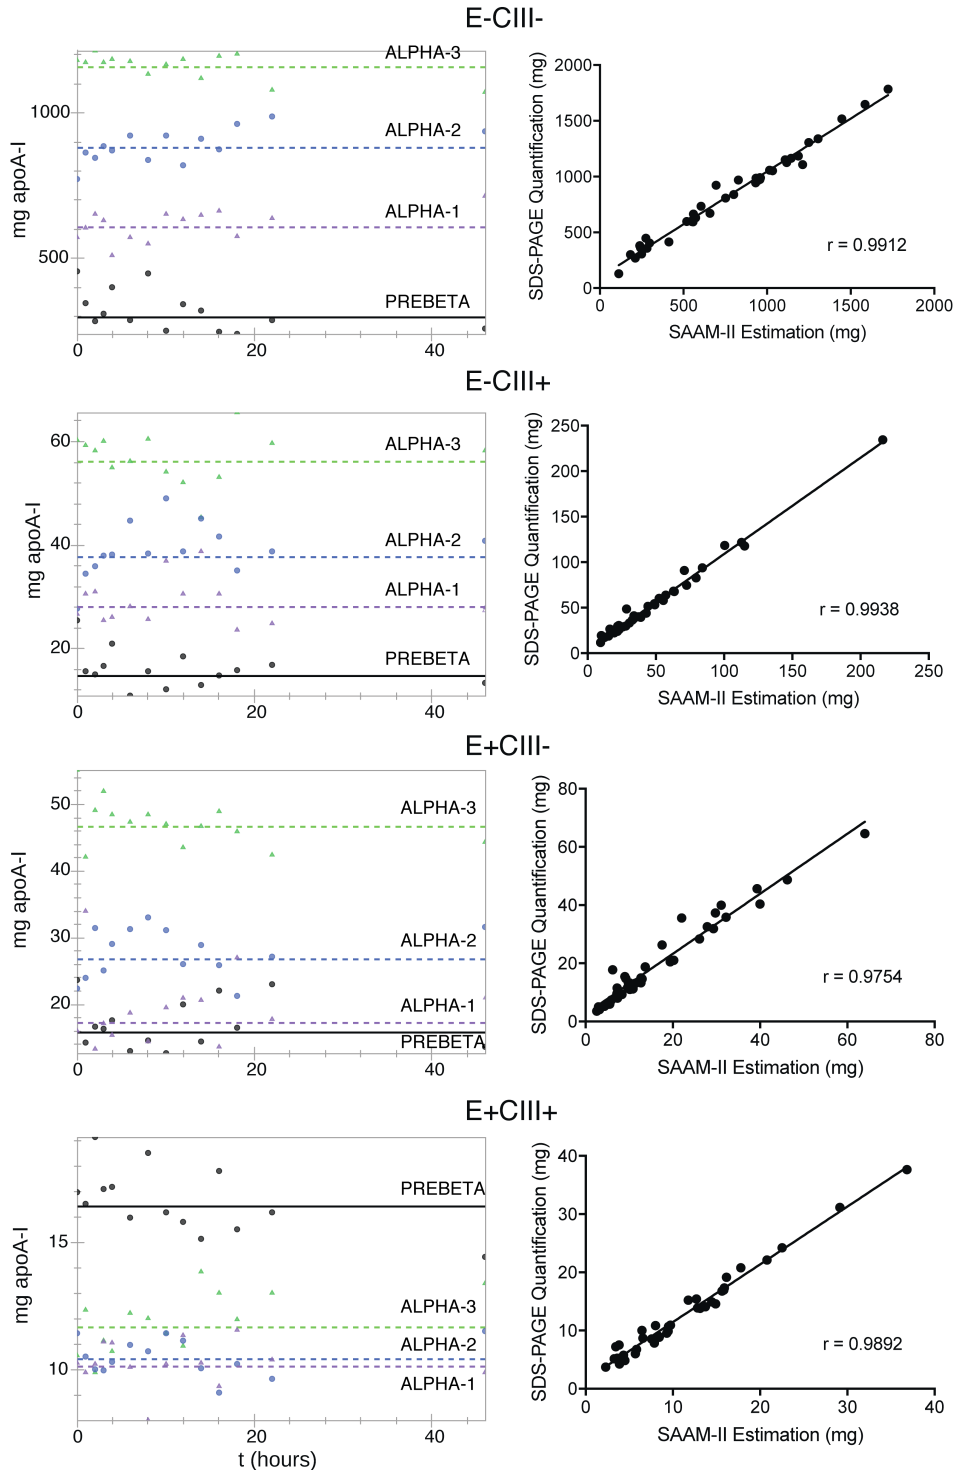 E-CIII-
mg apoA-I
1000
500
ALPHA-3
ALPHA-2
ALPHA-1
PREBETA
0 20 40
SDS-PAGE Quantification (mg)
2000
1500
1000
500
0
r = 0.9912
0 500 1000 1500 2000
SAAM-II Estimation (mg)
E-CIII+
mg apoA-I
60
40
20
ALPHA-3
ALPHA-2
ALPHA-1
PREBETA
0 20 40
SDS-PAGE Quantification (mg)
250
200
150
100
50
0
r = 0.9938
0 50 100 150 200 250
SAAM-II Estimation (mg)
E+CIII-
mg apoA-I
50
40
30
20
ALPHA-3
ALPHA-2
ALPHA-1
PREBETA
0 20 40
SDS-PAGE Quantification (mg)
80
60
40
20
0
r = 0.9754
0 20 40 60 80
SAAM-II Estimation (mg)
E+CIII+
mg apoA-I
15
10
PREBETA
ALPHA-3
ALPHA-2
ALPHA-1
0 20 40
t (hours)
SDS-PAGE Quantification (mg)
40
30
20
10
0
r = 0.9892
0 10 20 30 40
SAAM-II Estimation (mg)